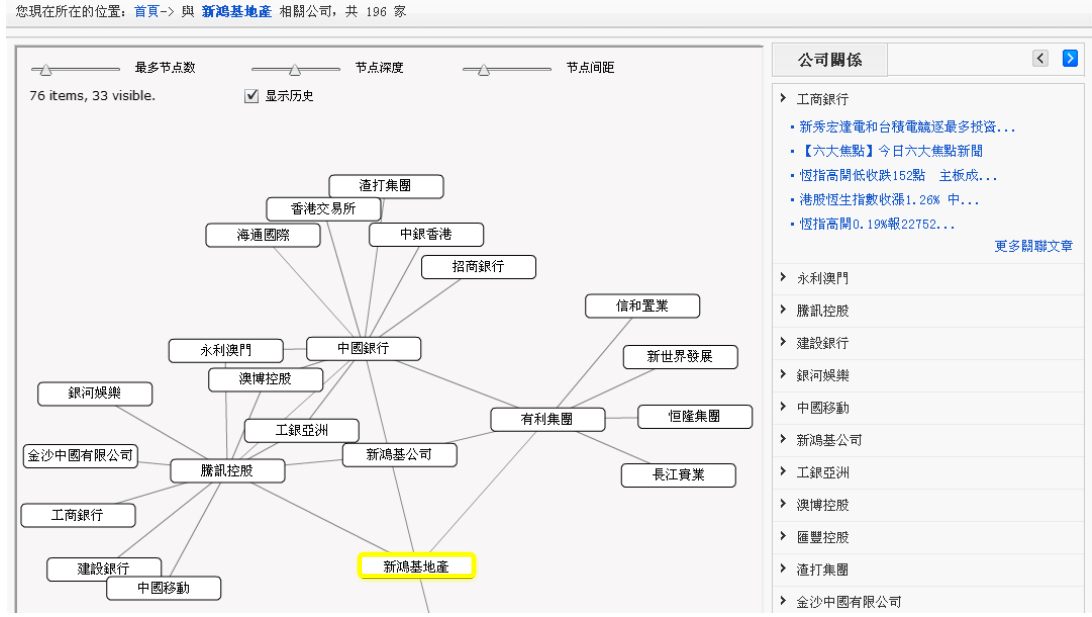 您現在所在的位置: 首頁-> 與 新鴻基地產 相關公司, 共 196 家
最多节点数
节点深度
节点间距
76 items, 33 visible.
显示历史
渣打集團
香港交易所
海通國際
中銀香港
招商銀行
信和置業
永利澳門
中國銀行
新世界發展
澳博控股
銀河娛樂
有利集團
恒隆集團
工銀亞洲
金沙中國有限公司
新鴻基公司
騰訊控股
長江實業
工商銀行
新鴻基地產
建設銀行
中國移動
公司關係
工商銀行
新秀宏達電和台積電競逐最多投資...
【六大焦點】今日六大焦點新聞
恆指高開低收跌152點 主板成...
港股恆生指數收漲1.26% 中...
恆指高開0.19%報22752...
更多關聯文章
永利澳門
騰訊控股
建設銀行
銀河娛樂
中國移動
新鴻基公司
工銀亞洲
澳博控股
匯豐控股
渣打集團
金沙中國有限公司